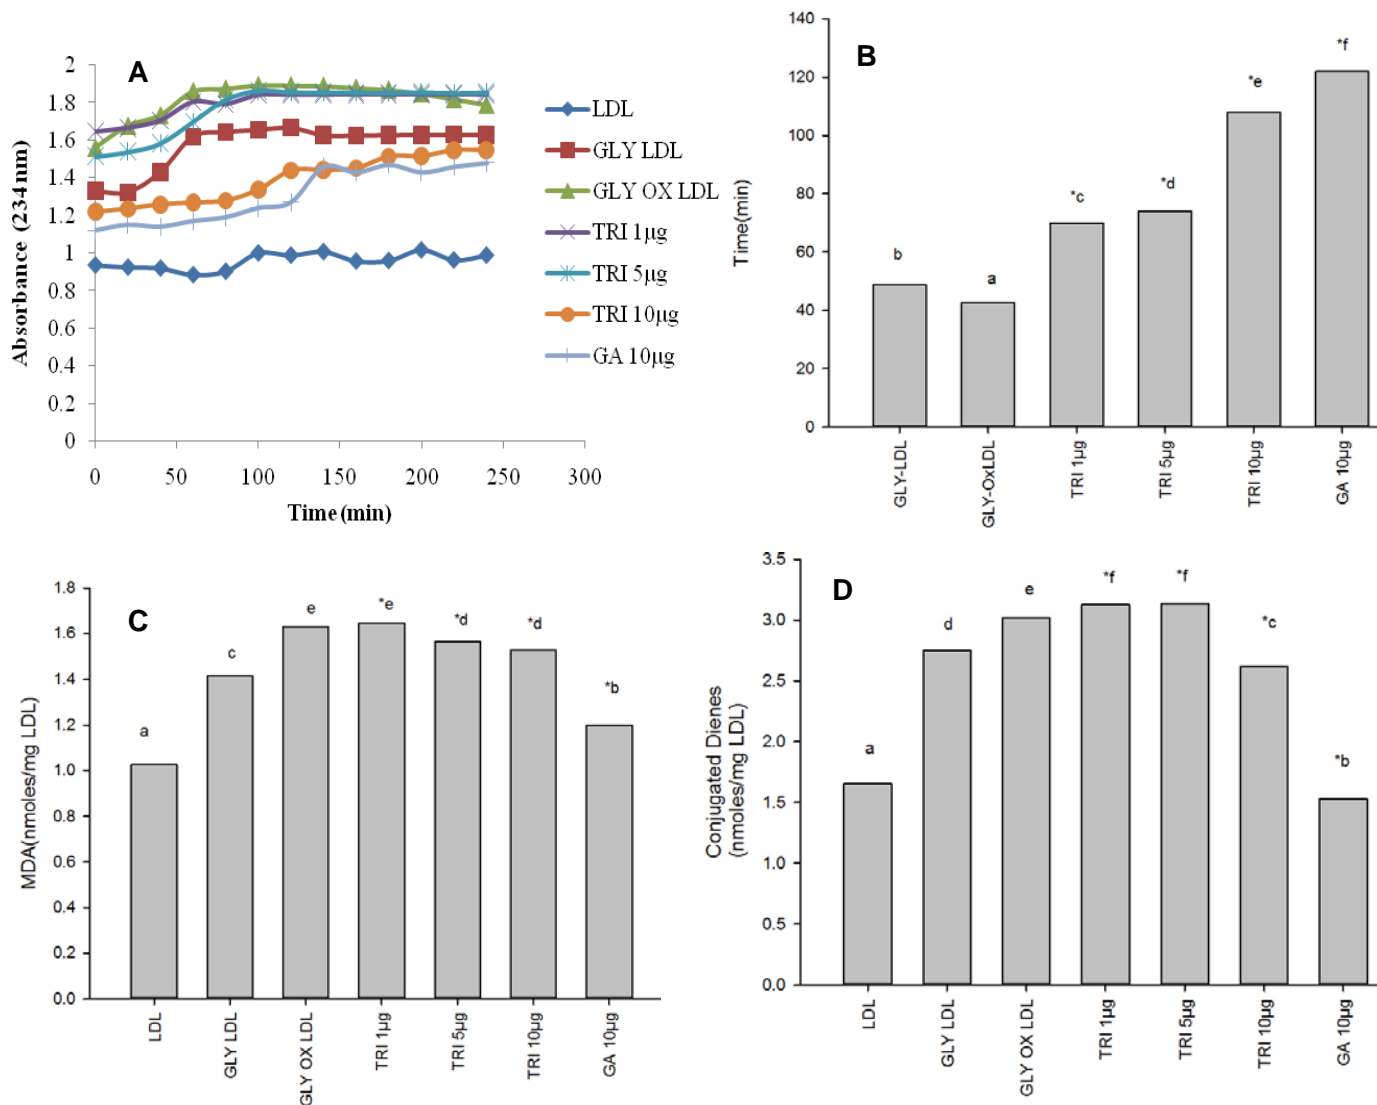 A
2
1.8
1.6
1.4
1.2
1
0.8
0.6
0.4
0.2
0
0 50 100 150 200 250 300
Absorbance (234 nm)
Time (min)
LDL
GLY LDL
GLY OX LDL
TRI 1µg
TRI 5µg
TRI 10µg
GA 10µg
B
140
120
100
80
60
40
20
0
Time(min)
b
a
*c
*d
*e
*f
GLY-LDL
GLY-OxLDL
TRI 1µg
TRI 5µg
TRI 10µg
GA 10µg
C
1.8
1.6
1.4
1.2
1.0
0.8
0.6
0.4
0.2
0.0
MDA(nmoles/mg LDL)
a
c
e
*e
*d
*d
*b
LDL
GLY LDL
GLY OX LDL
TRI 1µg
TRI 5µg
TRI 10µg
GA 10µg
D
3.5
3.0
2.5
2.0
1.5
1.0
0.5
0.0
Conjugated Dienes
(nmoles/mg LDL)
a
d
e
*f
*f
*c
*b
LDL
GLY LDL
GLY OX LDL
TRI 1µg
TRI 5µg
TRI 10µg
GA 10µg